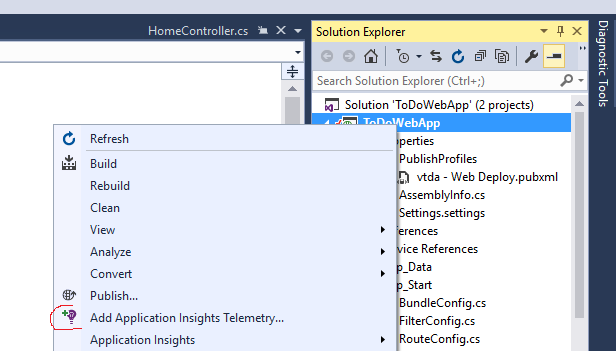 HomeController.cs
Solution Explorer
Search Solution Explorer (Ctrl+;)
Solution 'ToDoWebApp' (2 projects)
ToDoWebApp
operties
PublishProfiles
vtda - Web Deploy.pubxml
AssemblyInfo.cs
Settings.settings
ferences
vice References
p_Data
p_Start
BundleConfig.cs
FilterConfig.cs
RouteConfig.cs
Refresh
Build
Rebuild
Clean
View
Analyze
Convert
Publish...
Add Application Insights Telemetry...
Application Insights
Diagnostic Tools